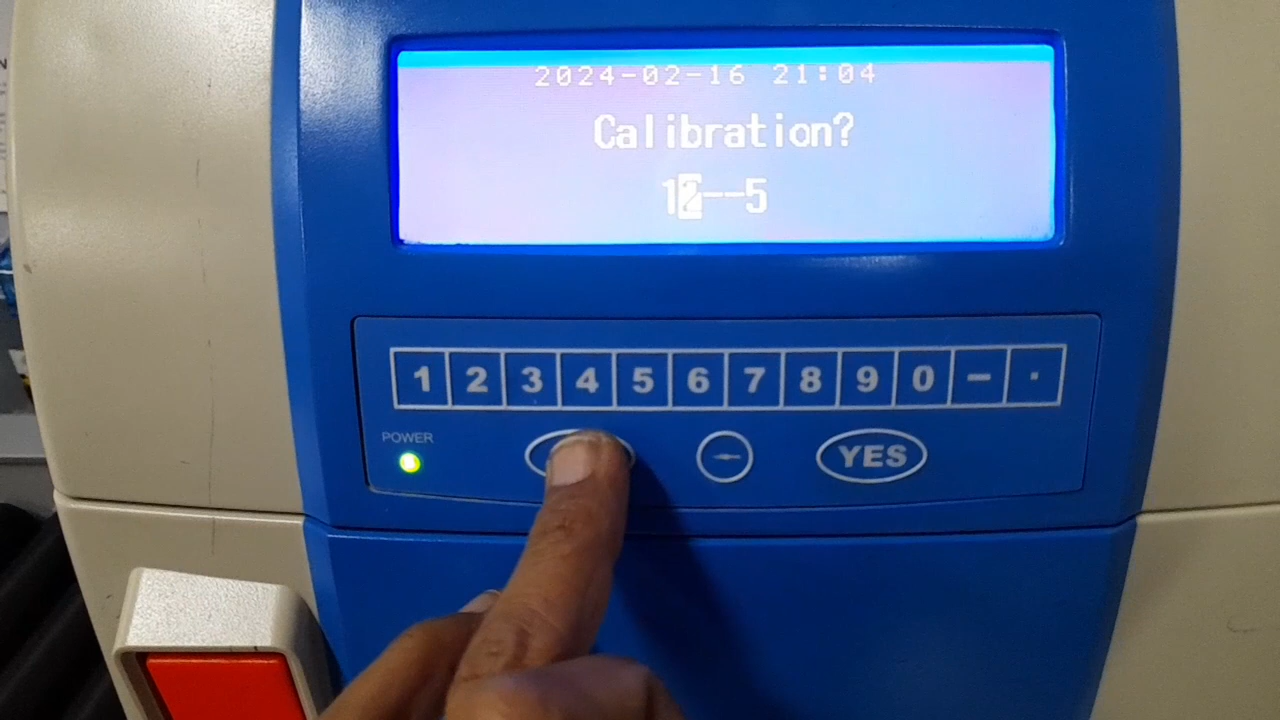 2024-02-16 21:04
Calibration?
12--5
1 2 3 4 5 6 7 8 9 0 - .
POWER
YES
N